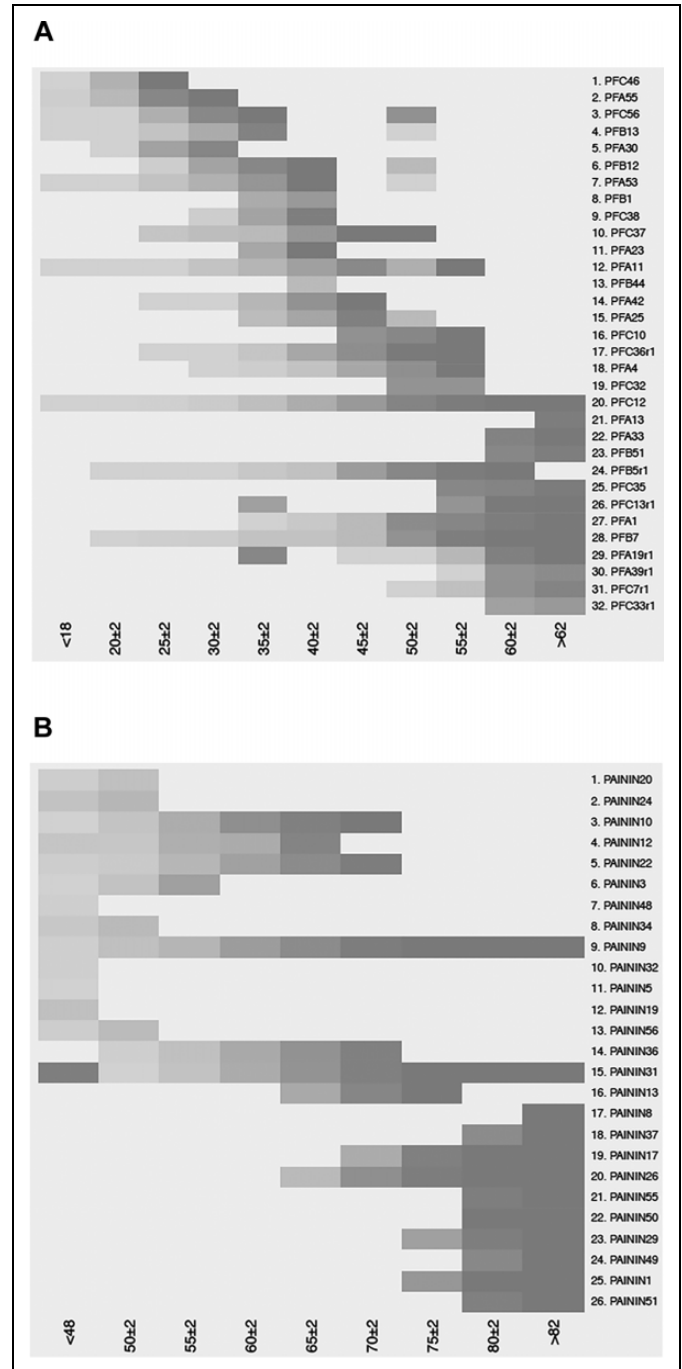 A
1. PFC46
2. PFA55
3. PFC56
4. PFB13
5. PFA30
6. PFB12
7. PFA53
8. PFB1
9. PFC38
10. PFC37
11. PFA23
12. PFA11
13. PFB44
14. PFA42
15. PFA25
16. PFC10
17. PFC36r1
18. PFA4
19. PFC32
20. PFC12
21. PFA13
22. PFA33
23. PFB51
24. PFB5r1
25. PFC35
26. PFC13r1
27. PFA1
28. PFB7
29. PFA19r1
30. PFA39r1
31. PFC7r1
32. PFC33r1
<18 20±2 25±2 30±2 35±2 40±2 45±2 50±2 55±2 60±2 >62
B
1. PAININ20
2. PAININ24
3. PAININ10
4. PAININ12
5. PAININ22
6. PAININ3
7. PAININ48
8. PAININ34
9. PAININ9
10. PAININ32
11. PAININ5
12. PAININ19
13. PAININ56
14. PAININ36
15. PAININ31
16. PAININ13
17. PAININ8
18. PAININ37
19. PAININ17
20. PAININ26
21. PAININ55
22. PAININ50
23. PAININ29
24. PAININ49
25. PAININ1
26. PAININ51
<48 50±2 55±2 60±2 65±2 70±2 75±2 80±2 >82